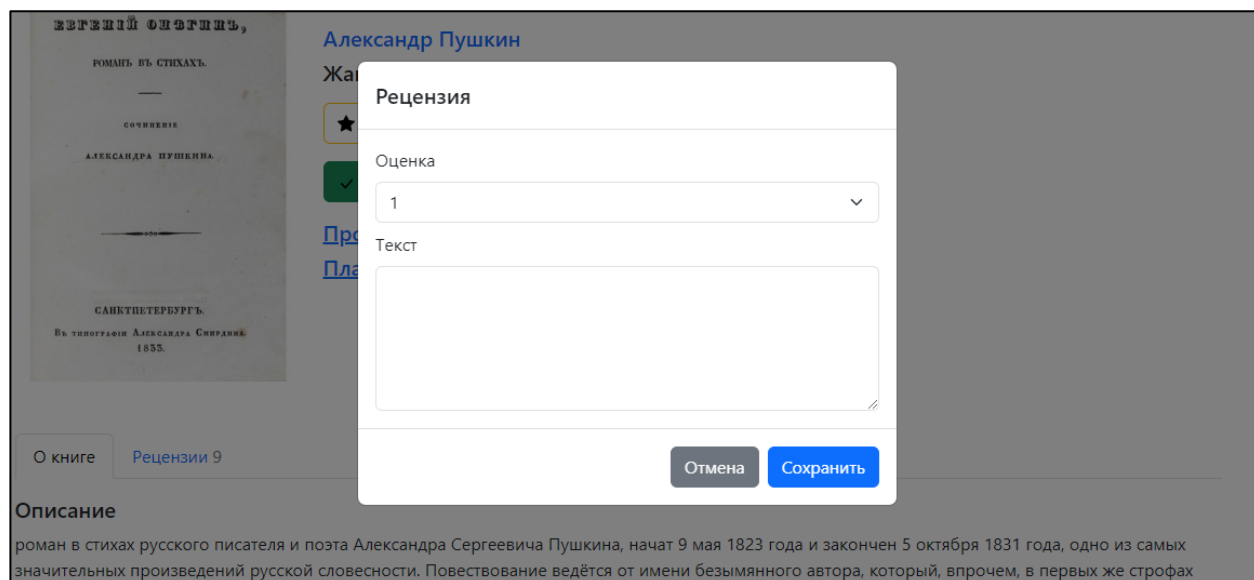 ЕВГЕНІЙ ОНѢГИНЪ,
РОМАНЪ ВЪ СТИХАХЪ.
СОЧИНЕНІЕ
АЛЕКСАНДРА ПУШКИНА.
САНКТПЕТЕРБУРГЪ.
Въ типографіи Александра Смирдина.
1833.
Александр Пушкин
Жа
Рецензия
Оценка
1
Текст
Отмена
Сохранить
О книге Рецензии 9
Описание
роман в стихах русского писателя и поэта Александра Сергеевича Пушкина, начат 9 мая 1823 года и закончен 5 октября 1831 года, одно из самых
значительных произведений русской словесности. Повествование ведётся от имени безымянного автора, который, впрочем, в первых же строфах